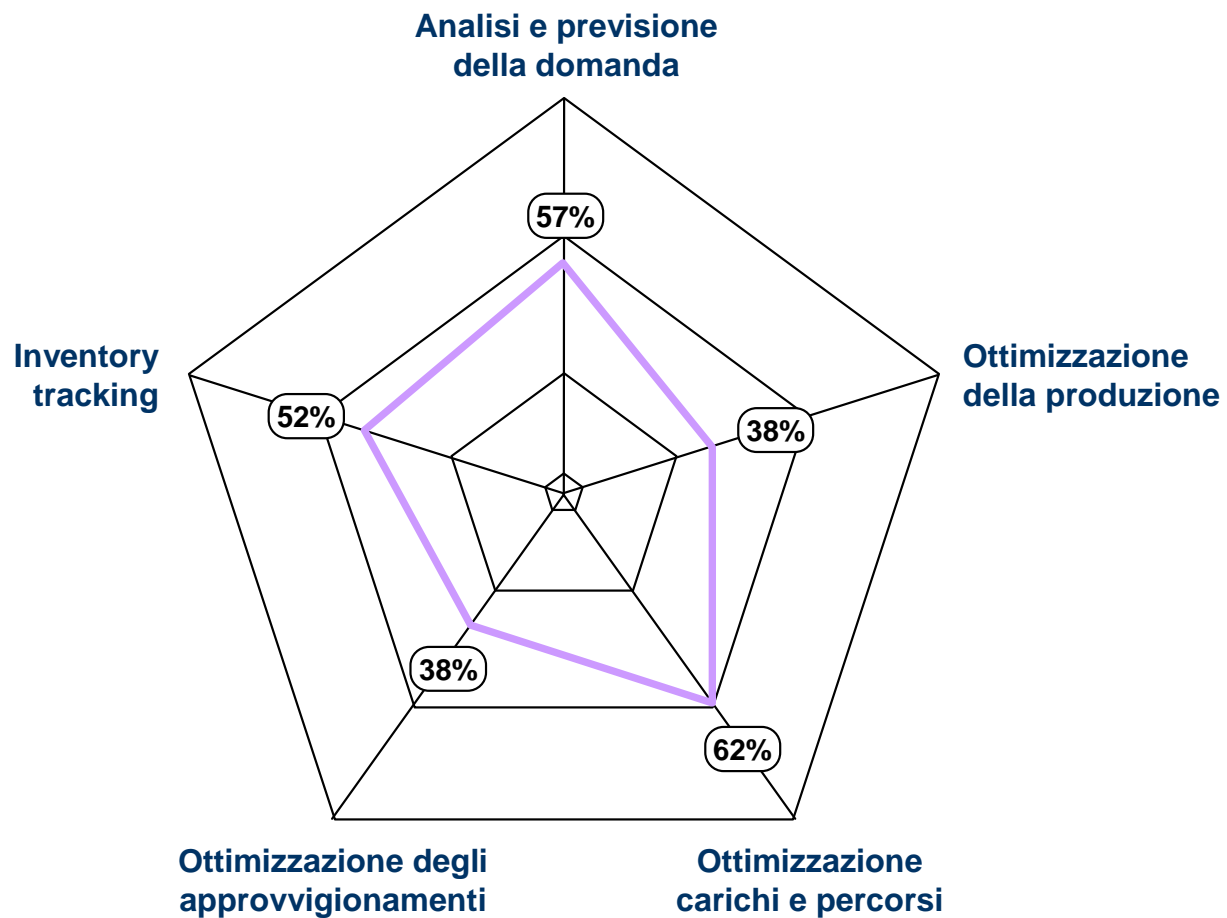 Analisi e previsione
della domanda
57%
Inventory
tracking
52%
Ottimizzazione
della produzione
38%
38%
62%
Ottimizzazione degli
approvvigionamenti
Ottimizzazione
carichi e percorsi